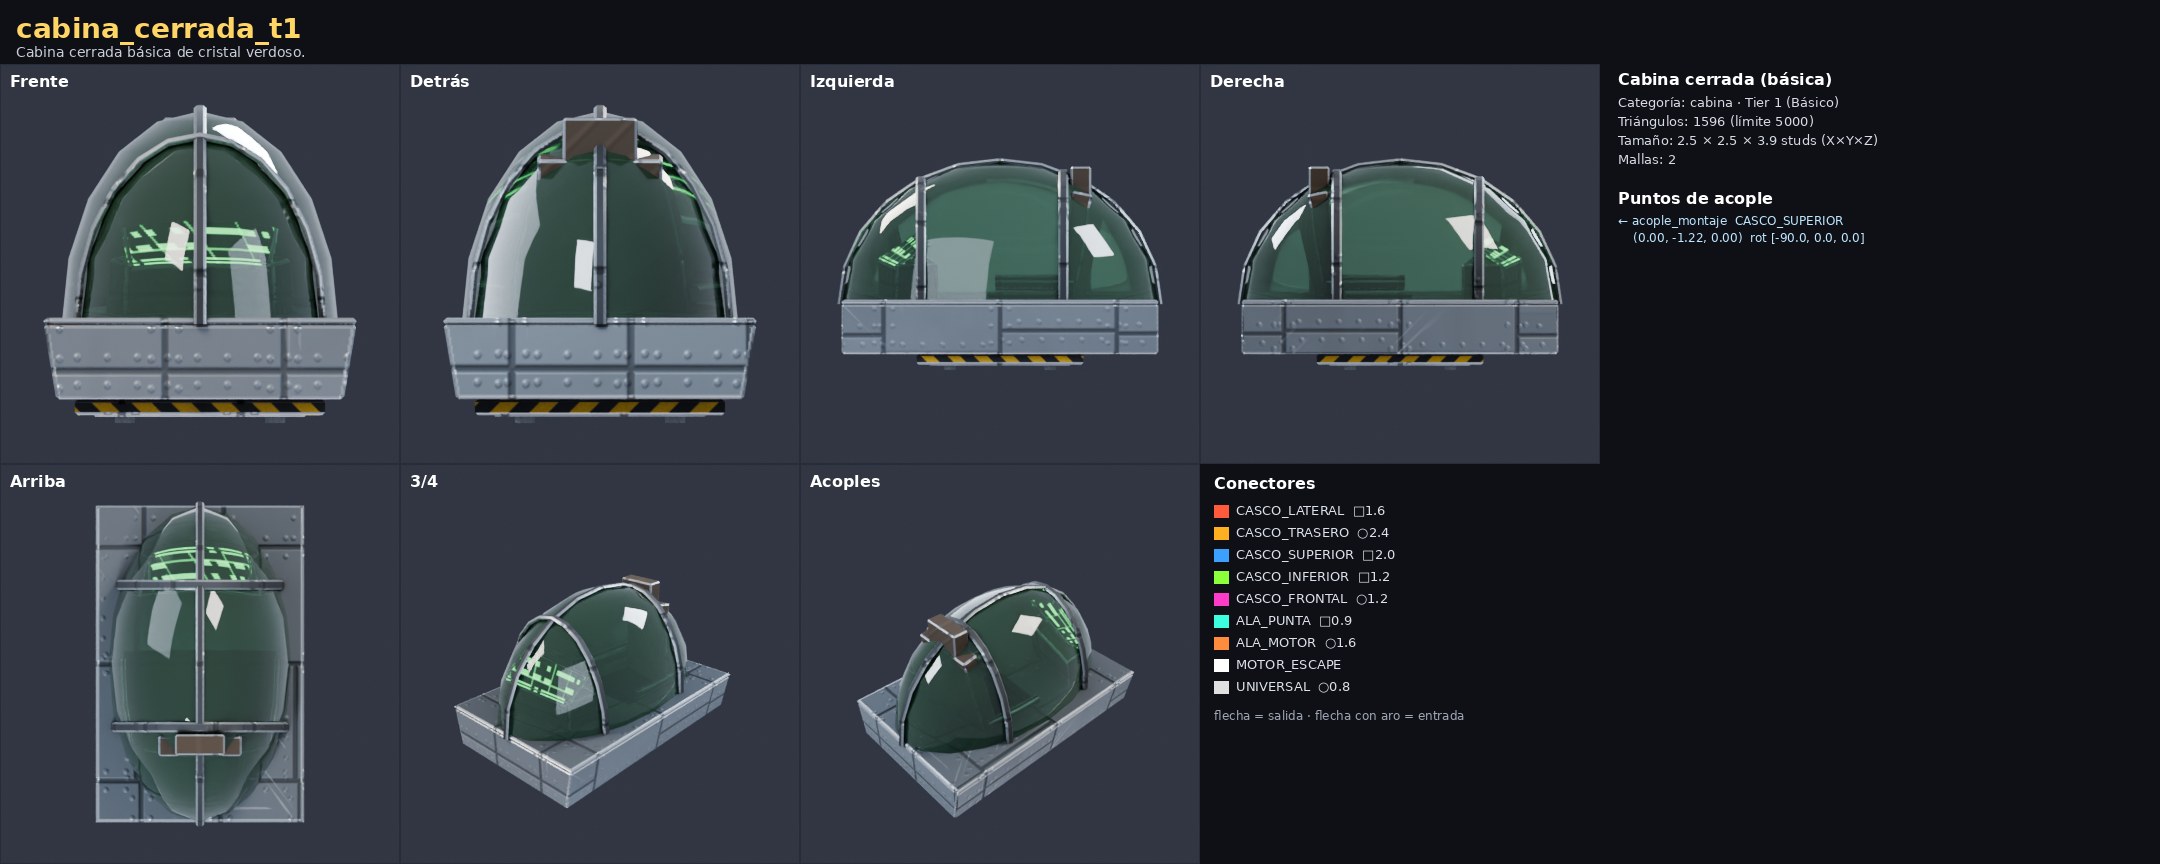 cabina_cerrada_t1
Cabina cerrada básica de cristal verdoso.
Frente
Detrás
Izquierda
Derecha
Cabina cerrada (básica)
Categoría: cabina · Tier 1 (Básico)
Triángulos: 1596 (límite 5000)
Tamaño: 2.5 × 2.5 × 3.9 studs (X×Y×Z)
Mallas: 2
Puntos de acople
← acople_montaje  CASCO_SUPERIOR
(0.00, -1.22, 0.00)  rot [-90.0, 0.0, 0.0]
Arriba
3/4
Acoples
Conectores
CASCO_LATERAL □1.6
CASCO_TRASERO ○2.4
CASCO_SUPERIOR □2.0
CASCO_INFERIOR □1.2
CASCO_FRONTAL ○1.2
ALA_PUNTA □0.9
ALA_MOTOR ○1.6
MOTOR_ESCAPE
UNIVERSAL ○0.8
flecha = salida · flecha con aro = entrada